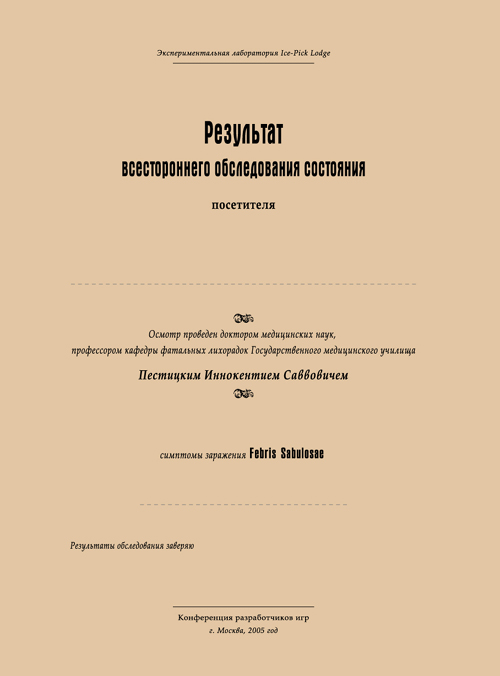 Экспериментальная лаборатория Ice-Pick Lodge
Результат
всестороннего обследования состояния
посетителя
Осмотр проведен доктором медицинских наук,
профессором кафедры фатальных лихорадок Государственного медицинского училища
Пестицким Иннокентием Саввовичем
симптомы заражения Febris Sabulosae
Результаты обследования заверяю
Конференция разработчиков игр
г. Москва, 2005 год